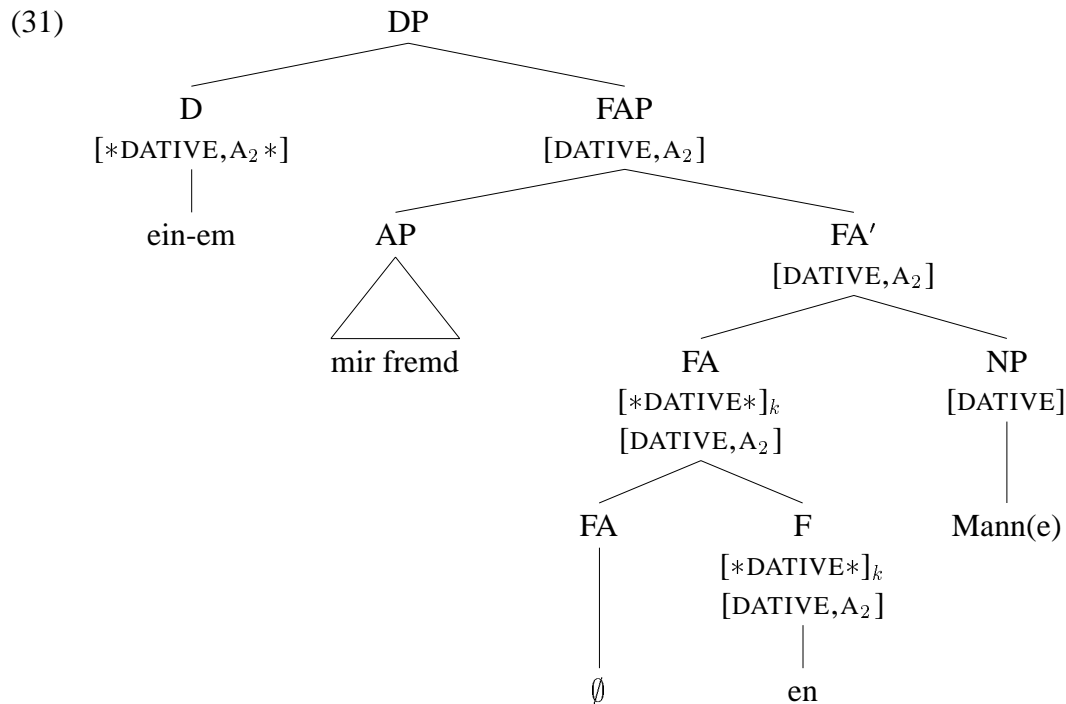 (31) DP
D FAP
[∗DATIVE,A₂∗] [DATIVE,A₂]
ein-em AP FA′
[DATIVE,A₂]
mir fremd FA NP
[∗DATIVE∗]ₖ [DATIVE]
[DATIVE,A₂]
FA F Mann(e)
[∗DATIVE∗]ₖ
[DATIVE,A₂]
∅ en